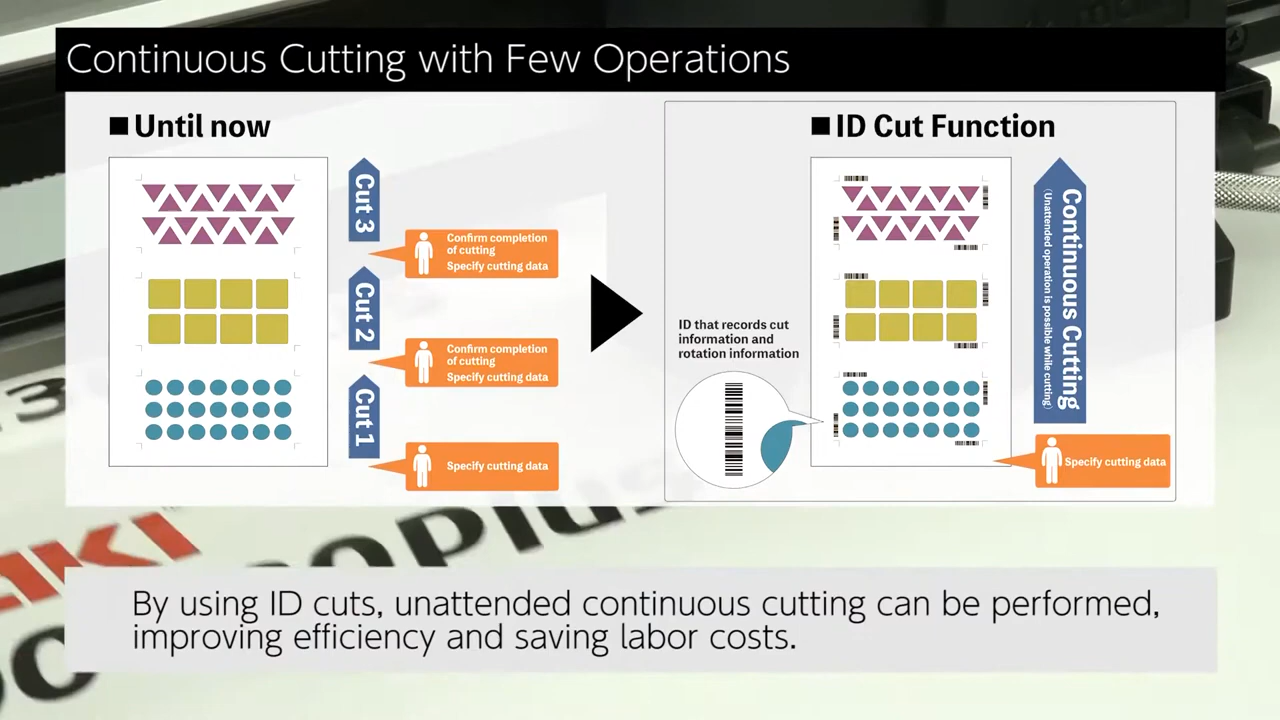 Continuous Cutting with Few Operations
■Until now
Cut 3
Confirm completion
of cutting
Specify cutting data
Cut 2
Confirm completion
of cutting
Specify cutting data
Cut 1
Specify cutting data
■ID Cut Function
ID that records cut
information and
rotation information
Continuous Cutting
(Unattended operation is possible while cutting)
Specify cutting data
Plus
By using ID cuts, unattended continuous cutting can be performed,
improving efficiency and saving labor costs.